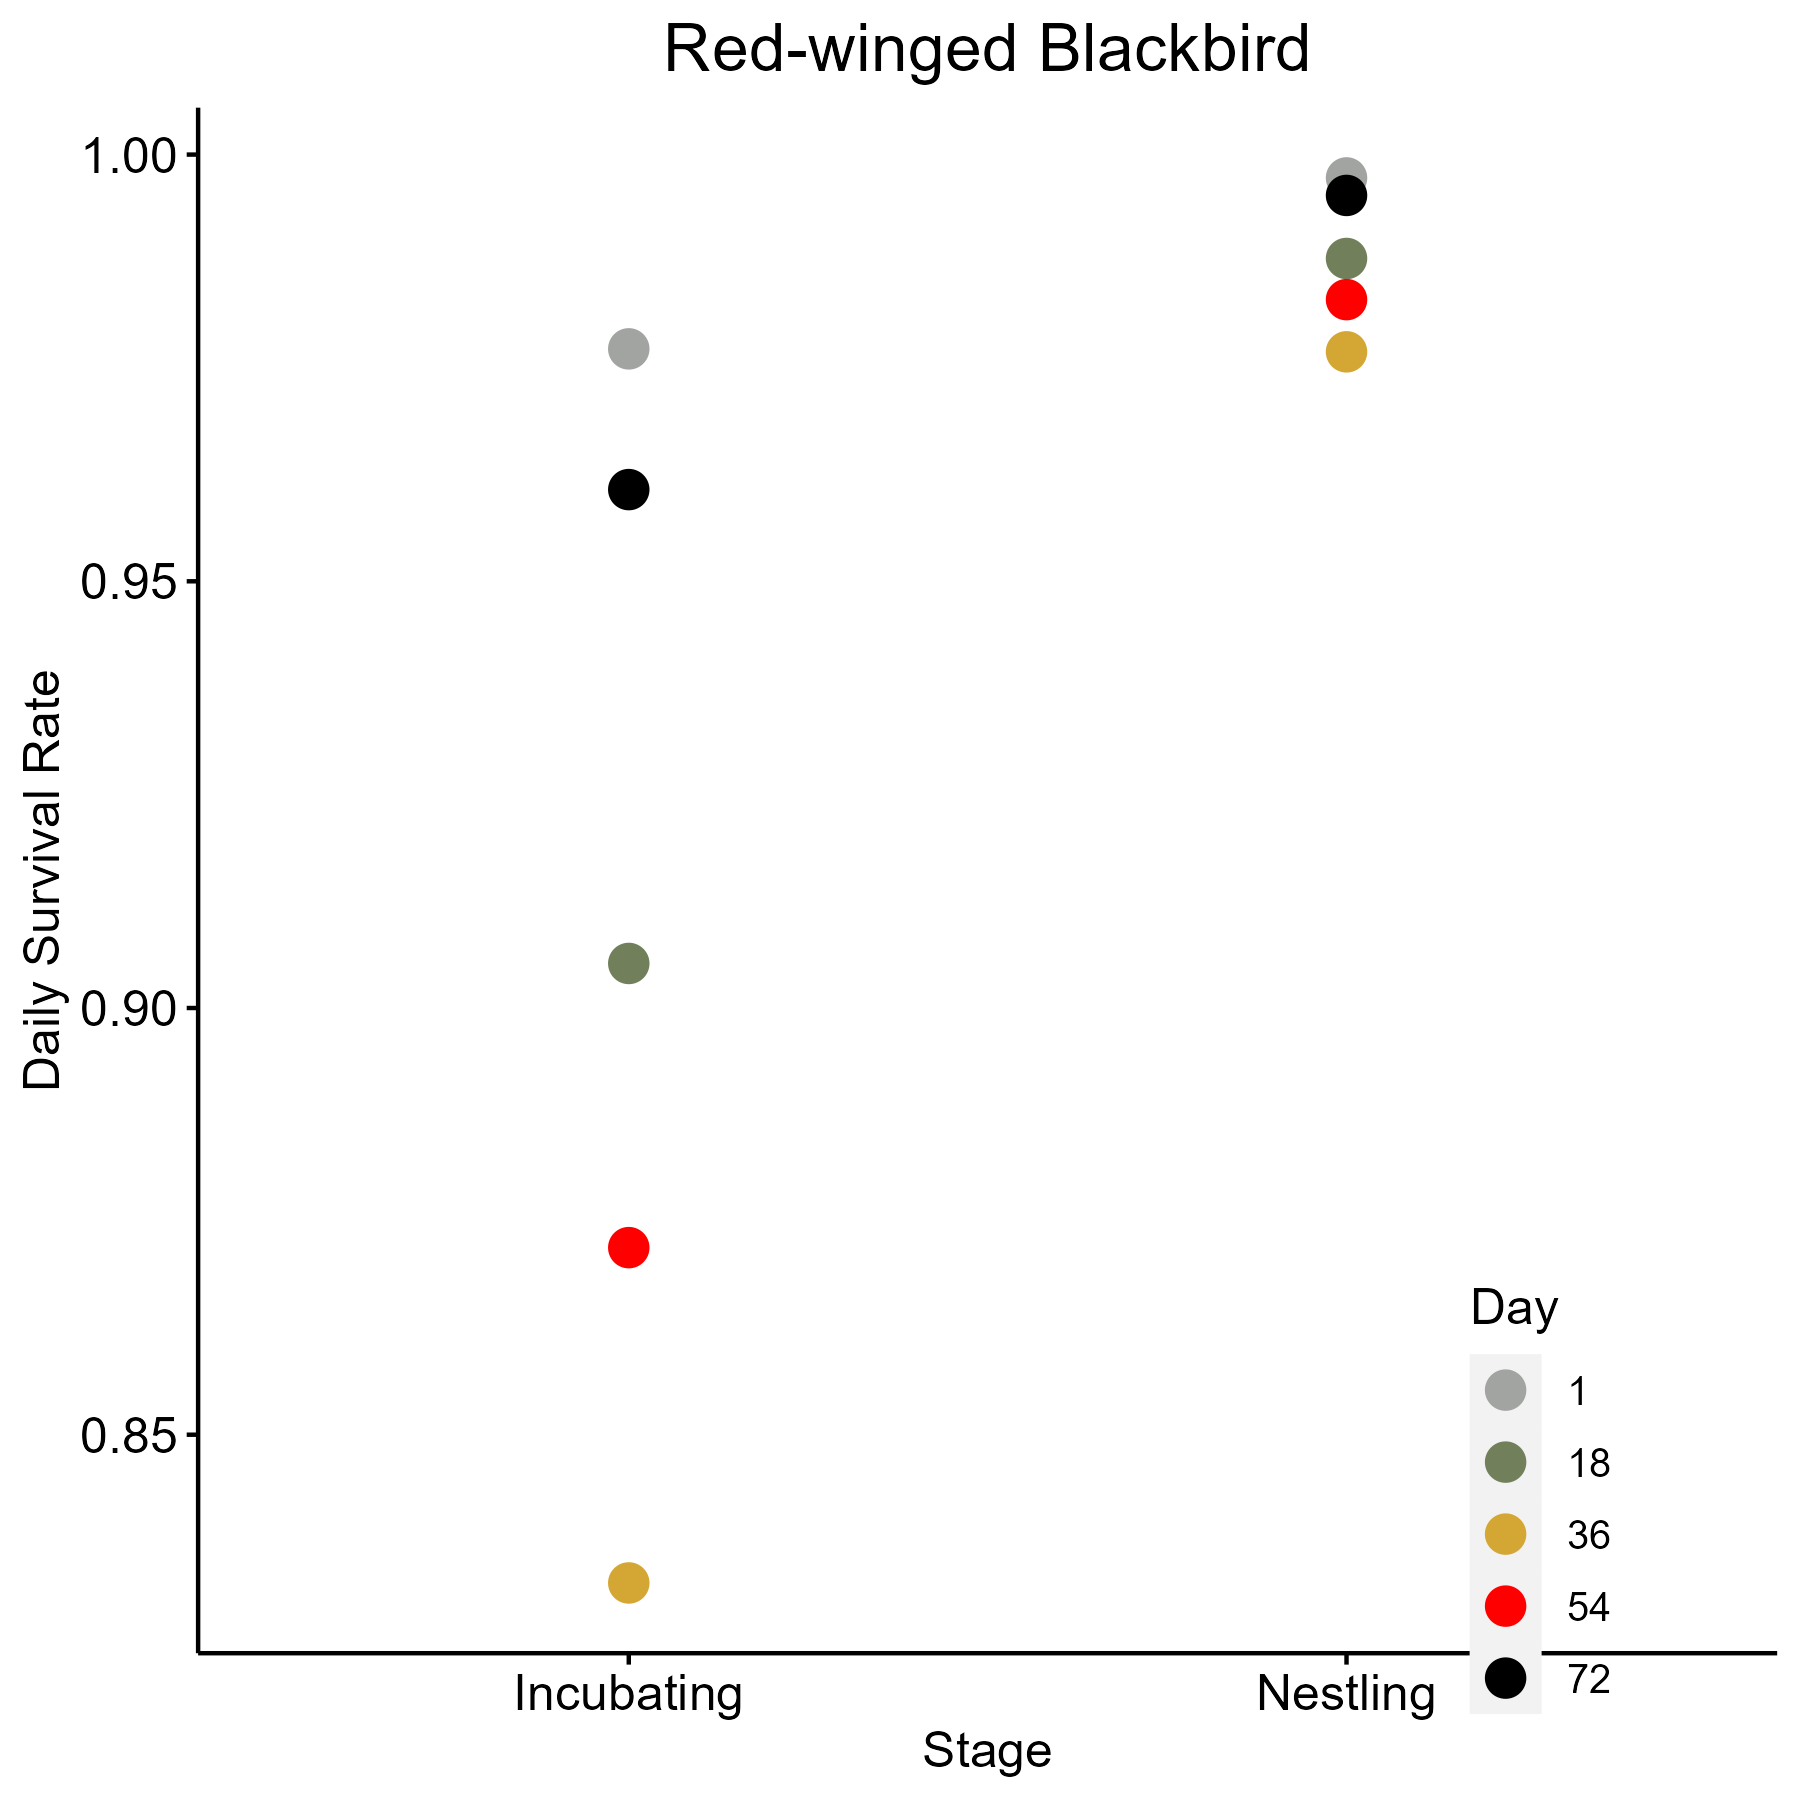 Red-winged Blackbird
1.00
0.95
0.90
0.85
Daily Survival Rate
Incubating
Nestling
Stage
Day
1
18
36
54
72